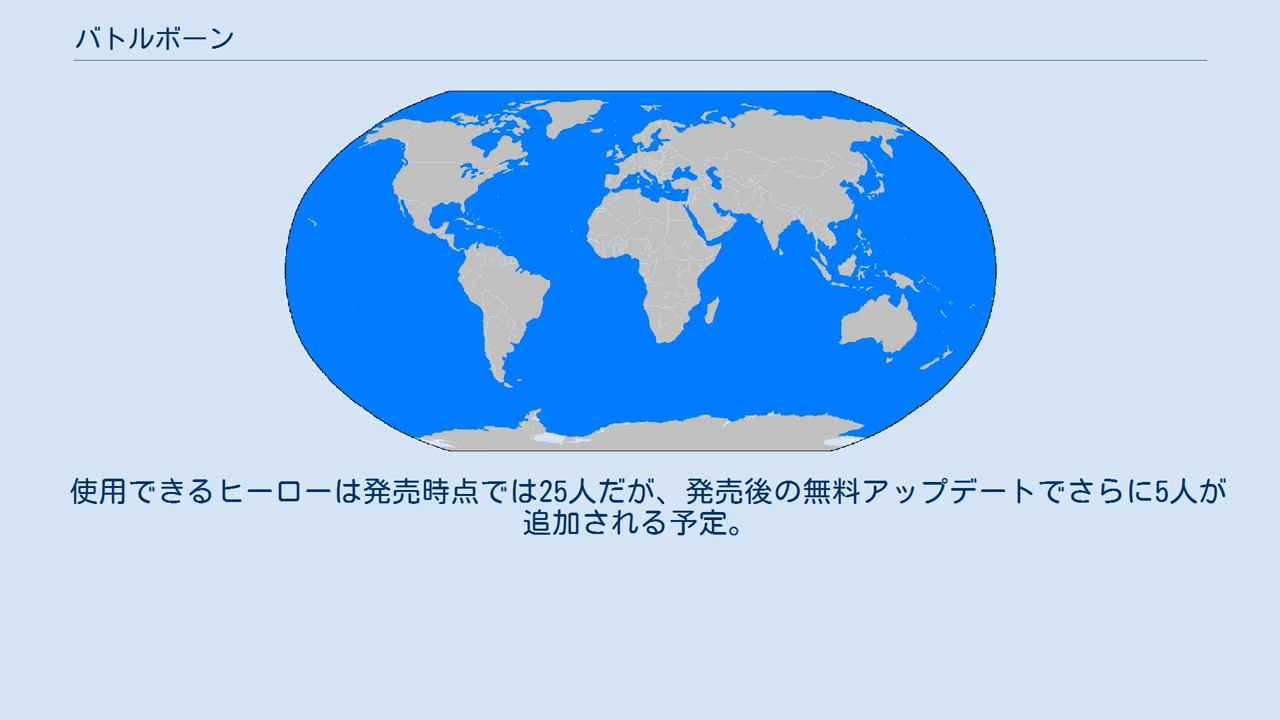 バトルボーン
使用できるヒーローは発売時点では25人だが、発売後の無料アップデートでさらに5人が
追加される予定。